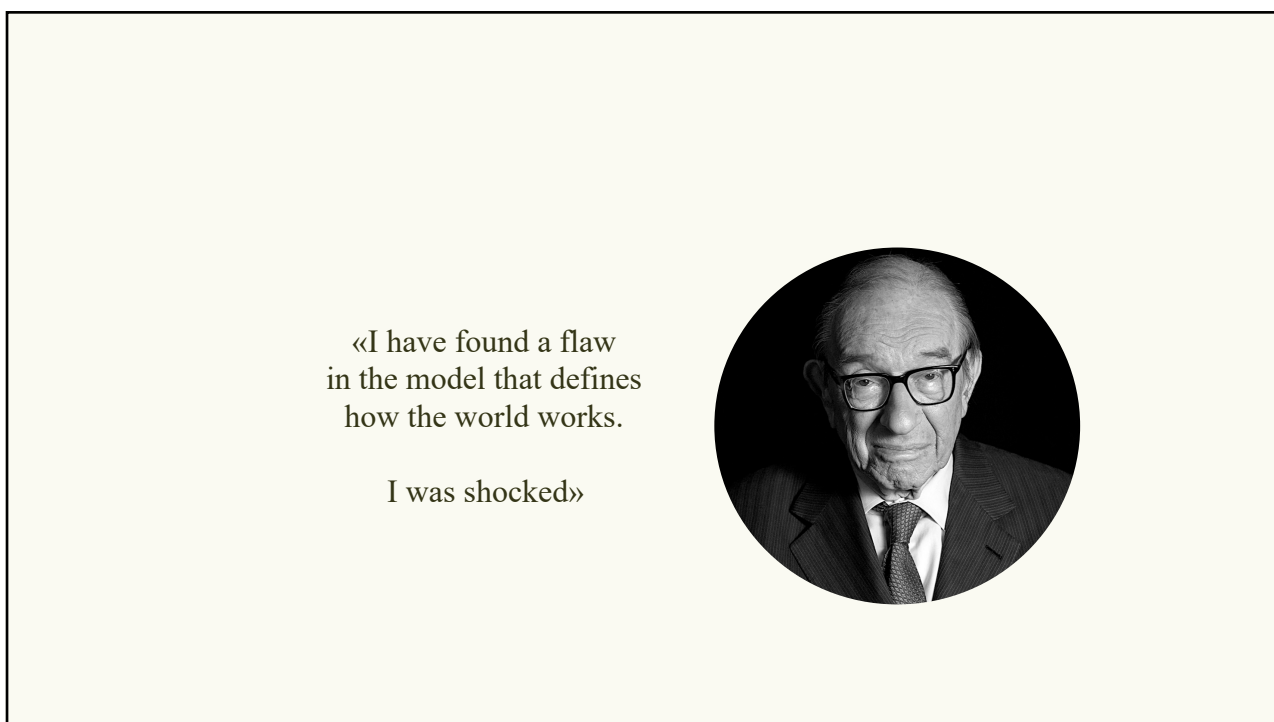 «I have found a flaw
in the model that defines
how the world works.
I was shocked»